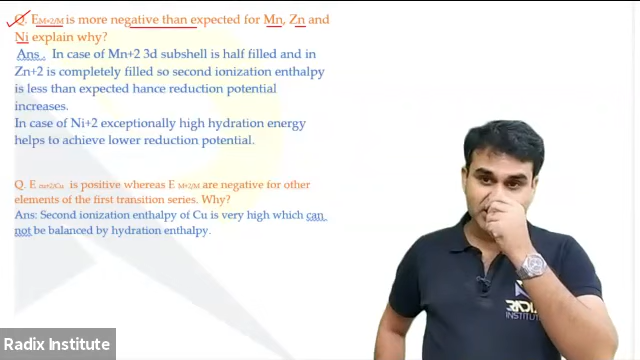 Q. E M+2/M is more negative than expected for Mn, Zn and
Ni explain why?
Ans . In case of Mn+2 3d subshell is half filled and in
Zn+2 is completely filled so second ionization enthalpy
is less than expected hance reduction potential
increases.
In case of Ni+2 exceptionally high hydration energy
helps to achieve lower reduction potential.
Q. E cu+2/Cu is positive whereas E M+2/M are negative for other
elements of the first transition series. Why?
Ans: Second ionization enthalpy of Cu is very high which can
not be balanced by hydration enthalpy.
RADIX
INSTITUTE
Radix Institute